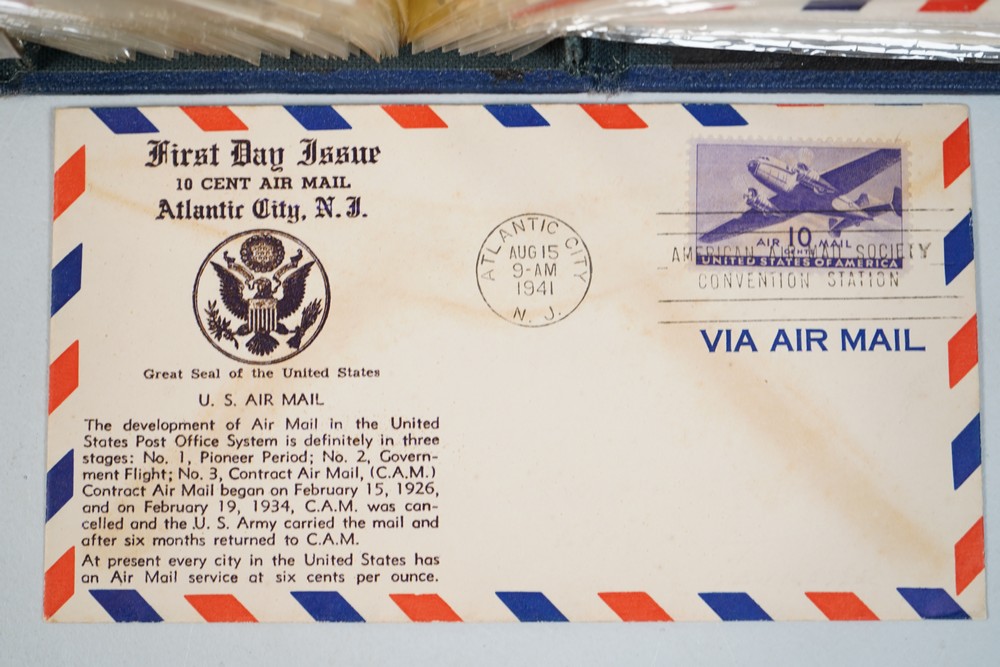 First Day Issue
10 CENT AIR MAIL
Atlantic City, N.J.
Great Seal of the United States
U. S. AIR MAIL
The development of Air Mail in the United
States Post Office System is definitely in three
stages: No. 1, Pioneer Period; No. 2, Govern-
ment Flight; No. 3, Contract Air Mail, (C.A.M.)
Contract Air Mail began on February 15, 1926,
and on February 19, 1934, C.A.M. was can-
celled and the U. S. Army carried the mail and
after six months returned to C.A.M.
At present every city in the United States has
an Air Mail service at six cents per ounce.
ATLANTIC CITY
AUG 15
9-AM
1941
N. J.
AIR 10 MAIL
CENTS
UNITED STATES OF AMERICA
AMERICAN AIR MAIL SOCIETY
CONVENTION STATION
VIA AIR MAIL